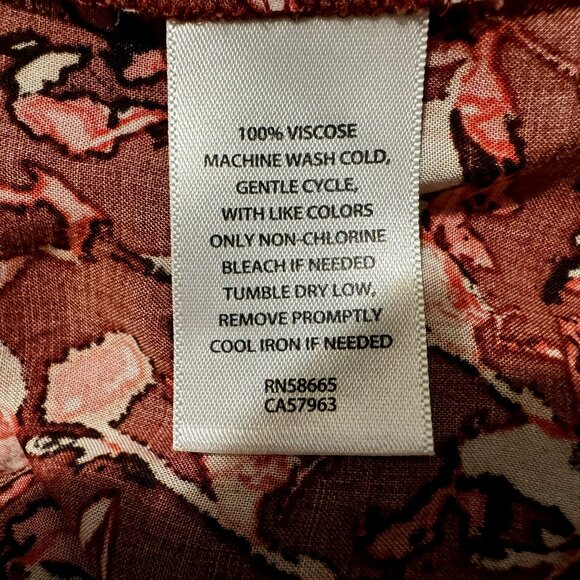 100% VISCOSE
MACHINE WASH COLD,
GENTLE CYCLE,
WITH LIKE COLORS
ONLY NON-CHLORINE
BLEACH IF NEEDED
TUMBLE DRY LOW,
REMOVE PROMPTLY
COOL IRON IF NEEDED
RN58665
CA57963